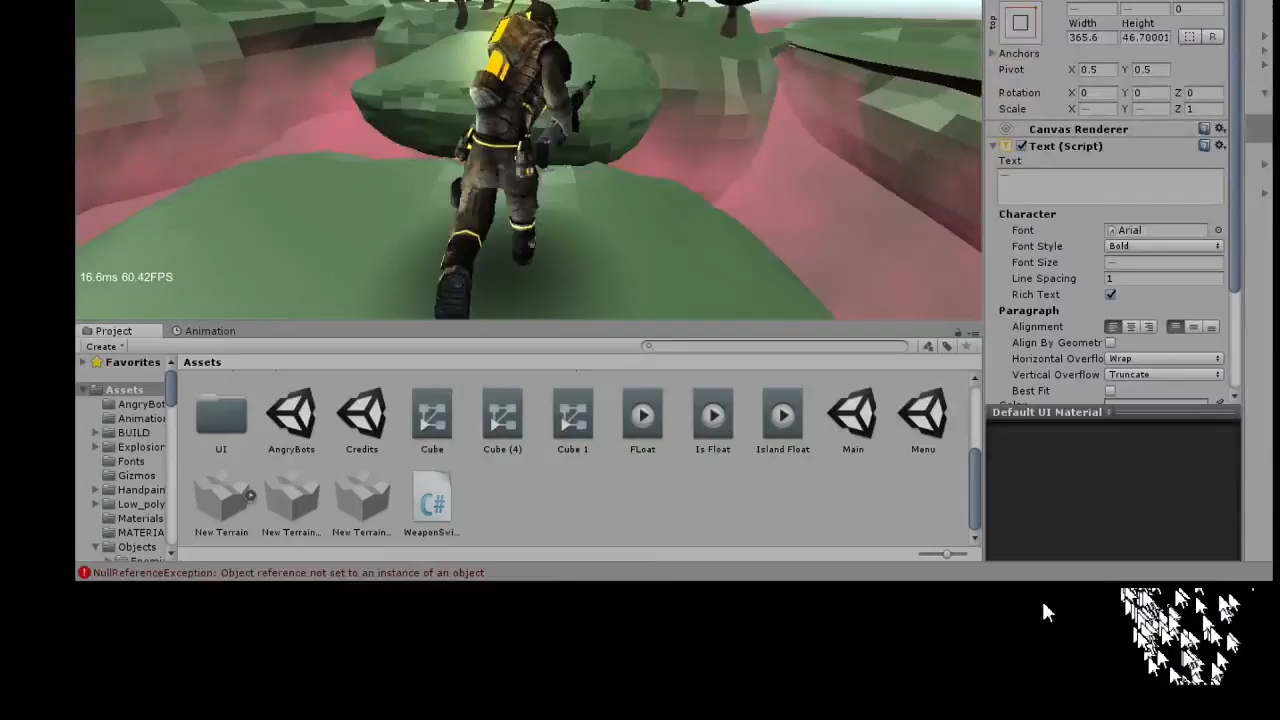 top
0
Width Height
365.6 46.70001
R
Anchors
Pivot X 0.5 Y 0.5
Rotation X 0 Y 0 Z 0
Scale X — Y — Z 1
Canvas Renderer
Text (Script)
Text
—
Character
Font Arial
Font Style Bold
Font Size —
Line Spacing 1
Rich Text
Paragraph
Alignment
Align By Geometr
Horizontal Overflo Wrap
Vertical Overflow Truncate
Best Fit
Default UI Material
16.6ms 60.42FPS
Project Animation
Create
Favorites
Assets
AngryBot
Animation
BUILD
Explosion
Fonts
Gizmos
Handpain
Low_poly
Materials
MATERIA
Objects
Assets
UI AngryBots Credits Cube Cube (4) Cube 1 FLoat Is Float Island Float Main Menu
C#
New Terrain New Terrain... New Terrain... WeaponSwi...
NullReferenceException: Object reference not set to an instance of an object